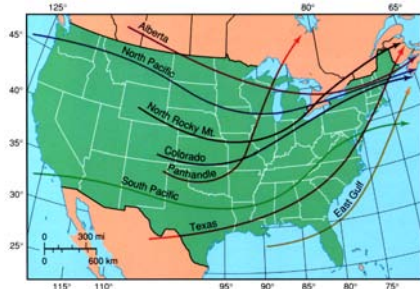 125°
80°
65°
45°
Alberta
North Pacific
40°
North Rocky Mt.
35°
Colorado
Panhandle
30°
South Pacific
East Gulf
Texas
25°
0 300 mi
0 600 km
115° 110° 95° 85° 80° 75°